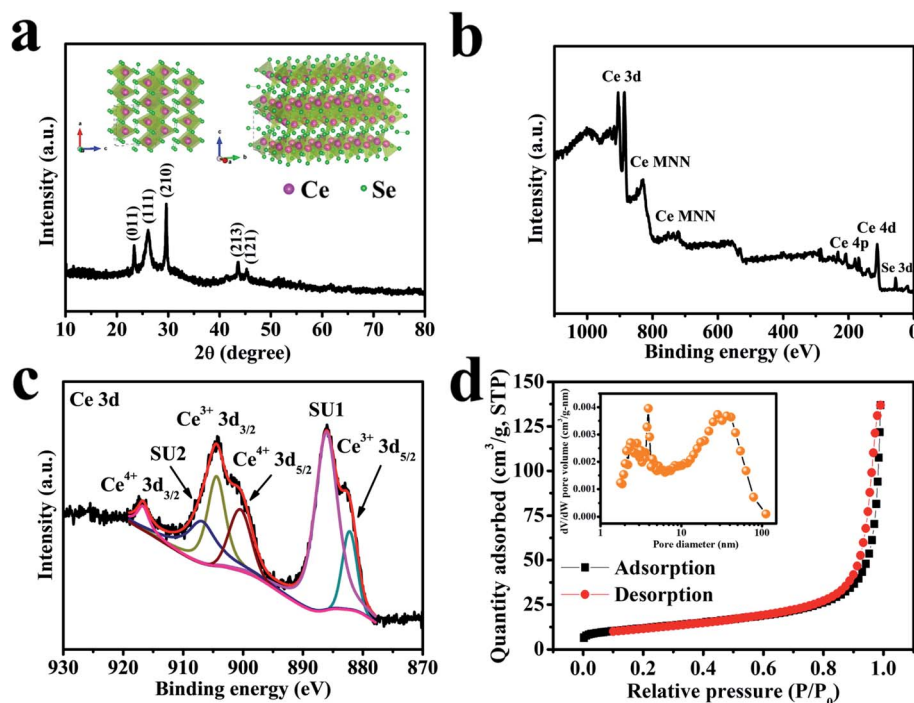 a
Intensity (a.u.)
a
c
c
a
b
Ce
Se
(011)
(111)
(210)
(213)
(121)
10 20 30 40 50 60 70 80
2θ (degree)
b
Intensity (a.u.)
Ce 3d
Ce MNN
Ce MNN
Ce 4p
Ce 4d
Se 3d
1000 800 600 400 200 0
Binding energy (eV)
c
Ce 3d
Intensity (a.u.)
Ce⁴⁺ 3d₃/₂
SU2
Ce³⁺ 3d₃/₂
Ce⁴⁺ 3d₅/₂
SU1
Ce³⁺ 3d₅/₂
930 920 910 900 890 880 870
Binding energy (eV)
d
Quantity adsorbed (cm³/g, STP)
150
125
100
75
50
25
0
dV/dW pore volume (cm³/g-nm)
0.004
0.003
0.002
0.001
0.000
1 10 100
Pore diameter (nm)
Adsorption
Desorption
0.0 0.2 0.4 0.6 0.8 1.0
Relative pressure (P/P₀)